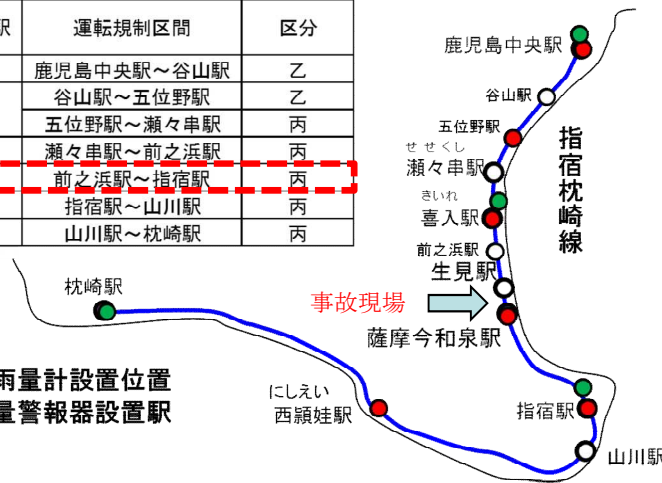 駅 運転規制区間 区分
鹿児島中央駅～谷山駅 乙
谷山駅～五位野駅 乙
五位野駅～瀬々串駅 丙
瀬々串駅～前之浜駅 丙
前之浜駅～指宿駅 丙
指宿駅～山川駅 丙
山川駅～枕崎駅 丙
鹿児島中央駅
谷山駅
五位野駅
せせくし
瀬々串駅
きいれ
喜入駅
前之浜駅
生見駅
事故現場
薩摩今和泉駅
指宿枕崎線
枕崎駅
雨量計設置位置
量警報器設置駅
にしえい
西頴娃駅
指宿駅
山川駅